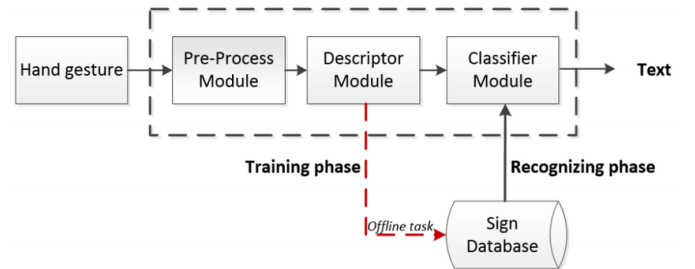 Hand gesture
Pre-Process
Module
Descriptor
Module
Classifier
Module
Text
Training phase
Recognizing phase
Offline task
Sign
Database